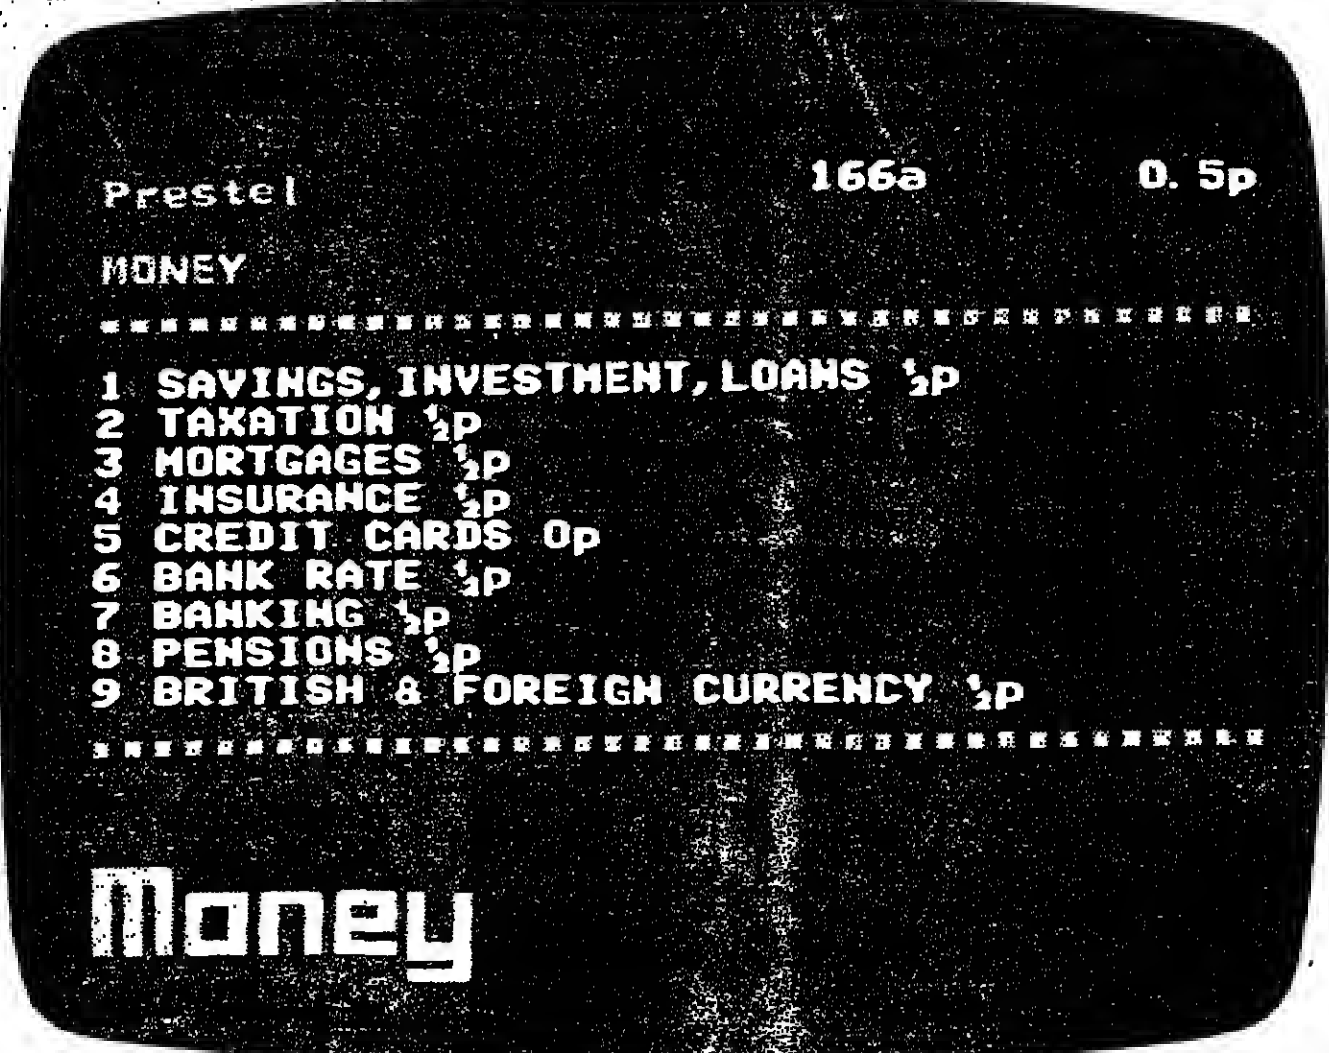 Prestel 166a 0.5p
MONEY
1 SAVINGS,INVESTMENT,LOANS ½p
2 TAXATION ½p
3 MORTGAGES ½p
4 INSURANCE ½p
5 CREDIT CARDS 0p
6 BANK RATE ½p
7 BANKING ½p
8 PENSIONS ½p
9 BRITISH & FOREIGN CURRENCY ½p
Money